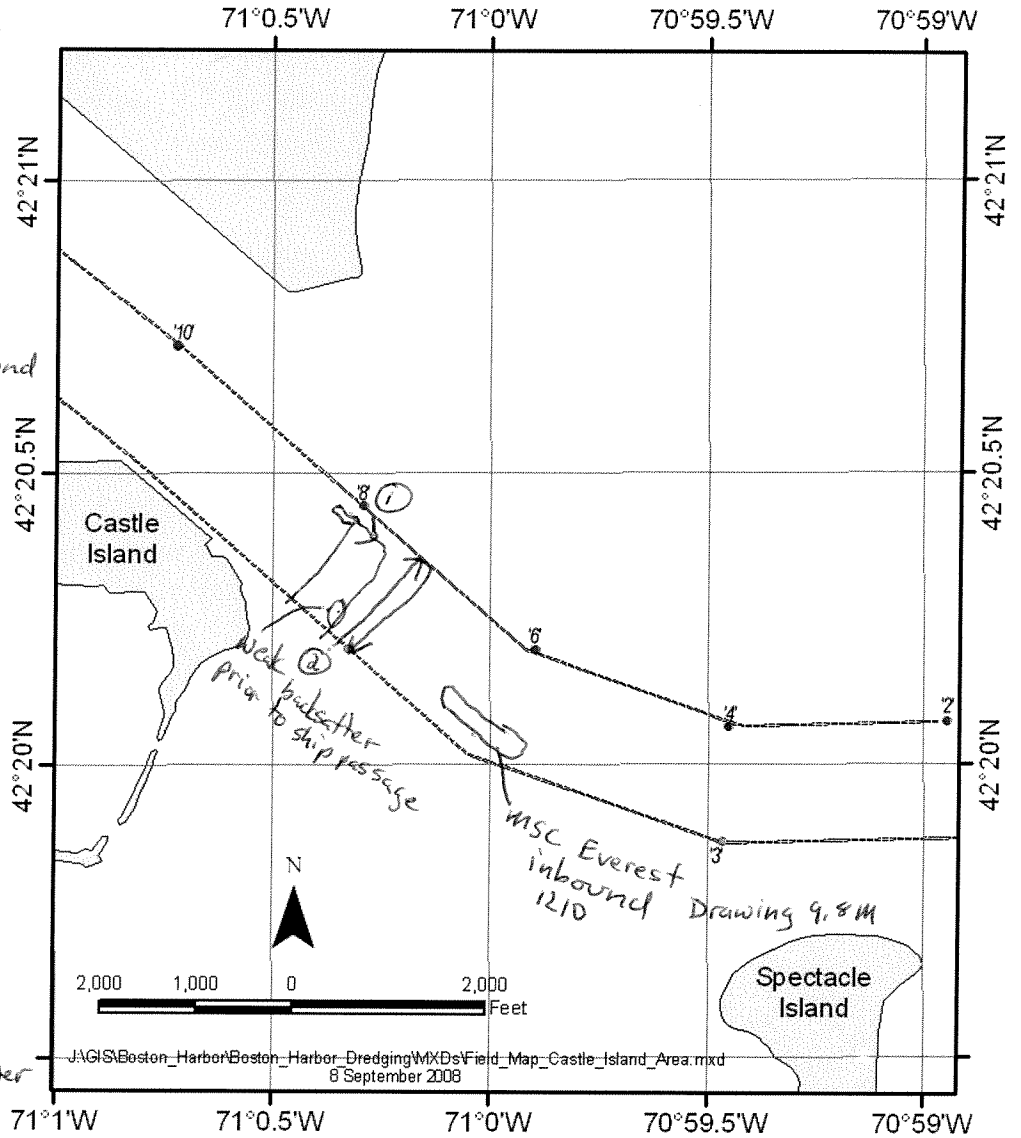 71°0.5'W 71°0'W 70°59.5'W 70°59'W
42°21'N 42°21'N
'10'
42°20.5'N 42°20.5'N
'8' 1
Castle
Island
'6'
2
weak backsatter
prior to ship passage
'4' '2'
42°20'N 42°20'N
'3'
MSC Everest
inbound
1210 Drawing 9.8M
N
2,000 1,000 0 2,000
Feet
Spectacle
Island
J:\GIS\Boston_Harbor\Boston_Harbor_Dredging\MXDs\Field_Map_Castle_Island_Area.mxd
8 September 2008
71°1'W 71°0.5'W 71°0'W 70°59.5'W 70°59'W